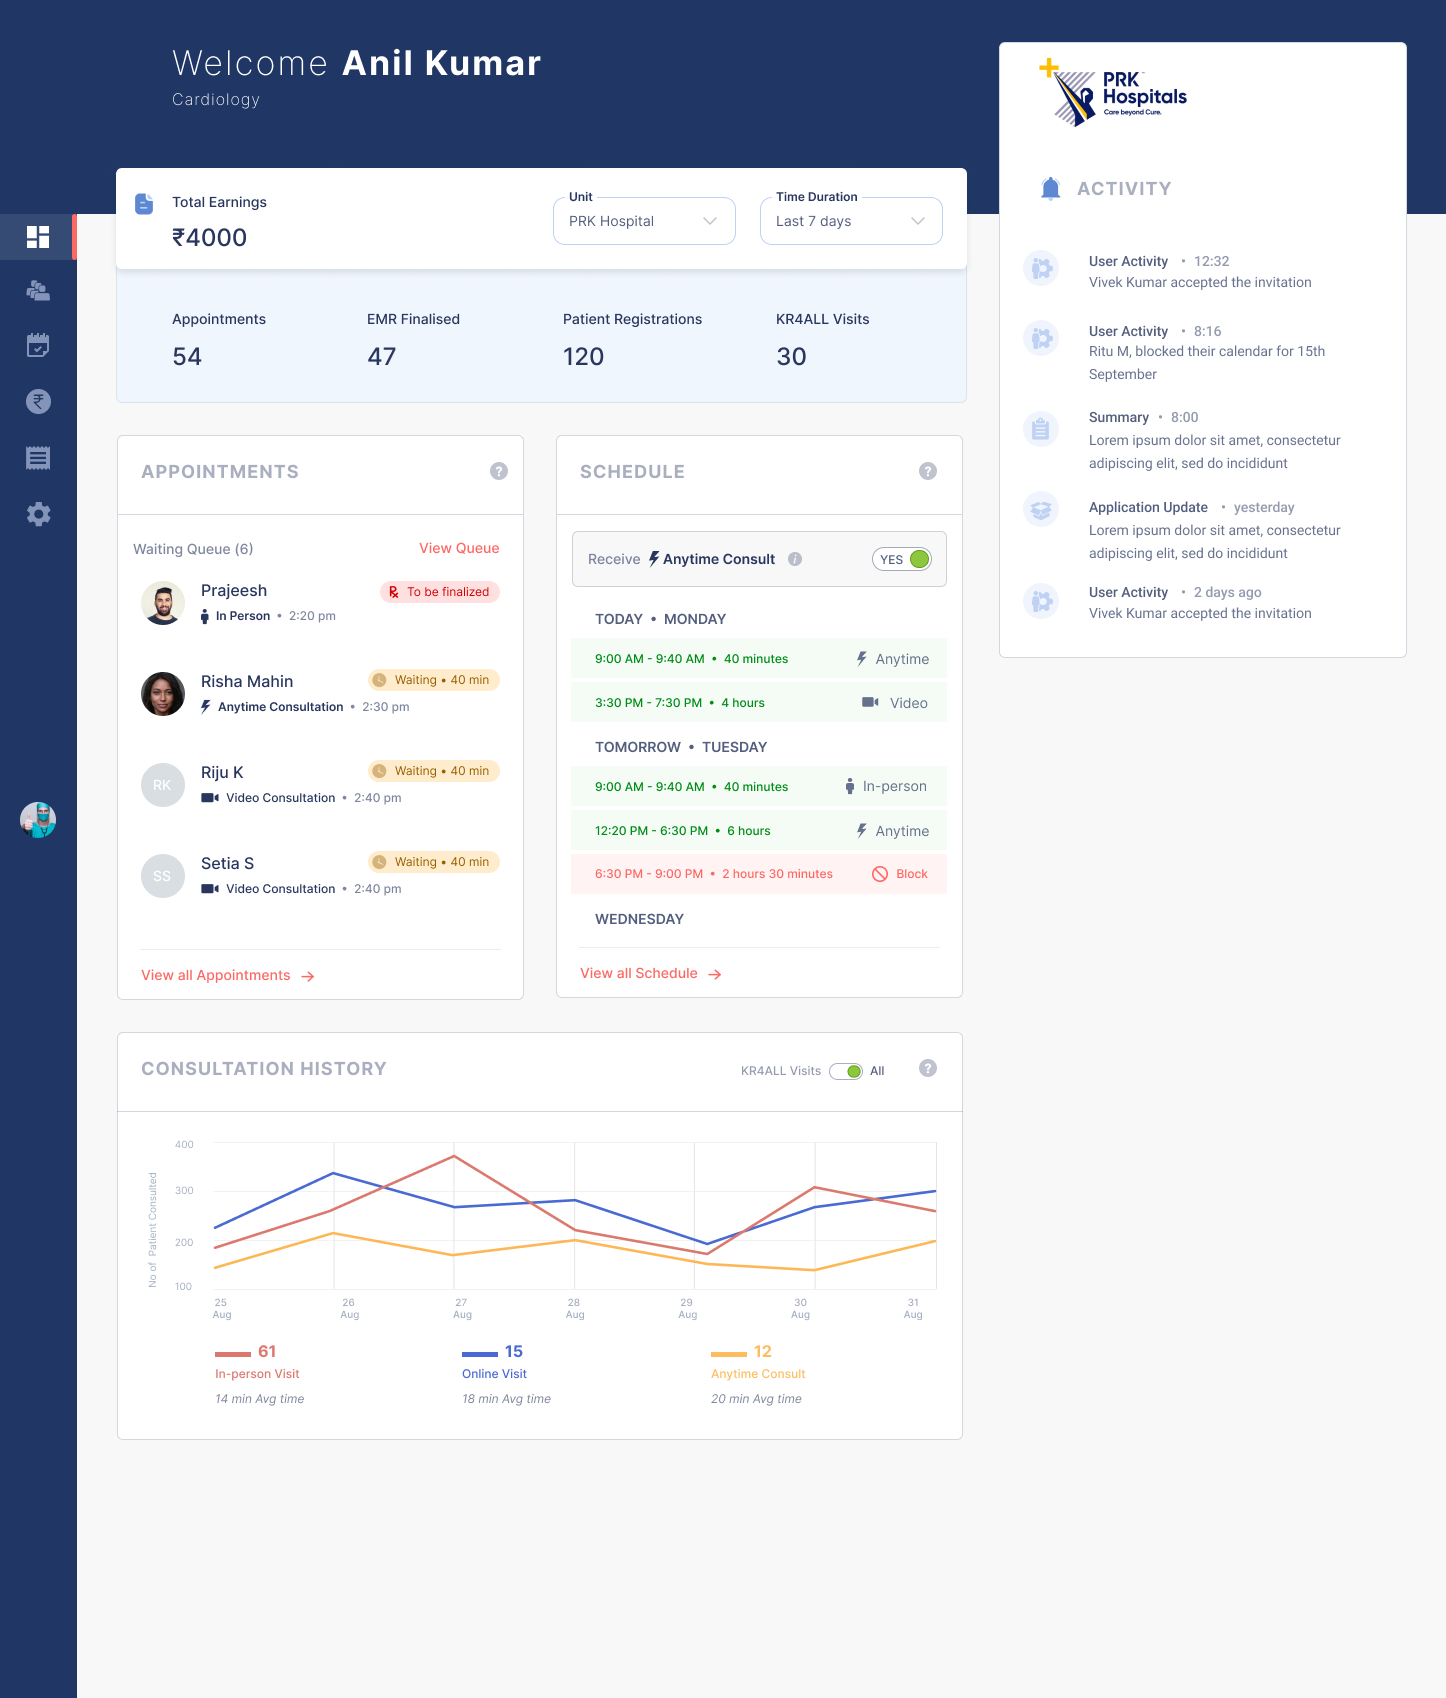 Welcome Anil Kumar
Cardiology
PRK
Hospitals
Care beyond Cure.
Total Earnings
₹4000
Unit
PRK Hospital
Time Duration
Last 7 days
Appointments
54
EMR Finalised
47
Patient Registrations
120
KR4ALL Visits
30
ACTIVITY
User Activity • 12:32
Vivek Kumar accepted the invitation
User Activity • 8:16
Ritu M, blocked their calendar for 15th
September
Summary • 8:00
Lorem ipsum dolor sit amet, consectetur
adipiscing elit, sed do incididunt
Application Update • yesterday
Lorem ipsum dolor sit amet, consectetur
adipiscing elit, sed do incididunt
User Activity • 2 days ago
Vivek Kumar accepted the invitation
APPOINTMENTS
?
Waiting Queue (6)
View Queue
Prajeesh
To be finalized
In Person • 2:20 pm
Risha Mahin
Waiting • 40 min
Anytime Consultation • 2:30 pm
RK
Riju K
Waiting • 40 min
Video Consultation • 2:40 pm
SS
Setia S
Waiting • 40 min
Video Consultation • 2:40 pm
View all Appointments →
SCHEDULE
?
Receive Anytime Consult
YES
TODAY • MONDAY
9:00 AM - 9:40 AM • 40 minutes
Anytime
3:30 PM - 7:30 PM • 4 hours
Video
TOMORROW • TUESDAY
9:00 AM - 9:40 AM • 40 minutes
In-person
12:20 PM - 6:30 PM • 6 hours
Anytime
6:30 PM - 9:00 PM • 2 hours 30 minutes
Block
WEDNESDAY
View all Schedule →
CONSULTATION HISTORY
KR4ALL Visits
All
?
No of Patient Consulted
400
300
200
100
25
Aug
26
Aug
27
Aug
28
Aug
29
Aug
30
Aug
31
Aug
61
In-person Visit
14 min Avg time
15
Online Visit
18 min Avg time
12
Anytime Consult
20 min Avg time